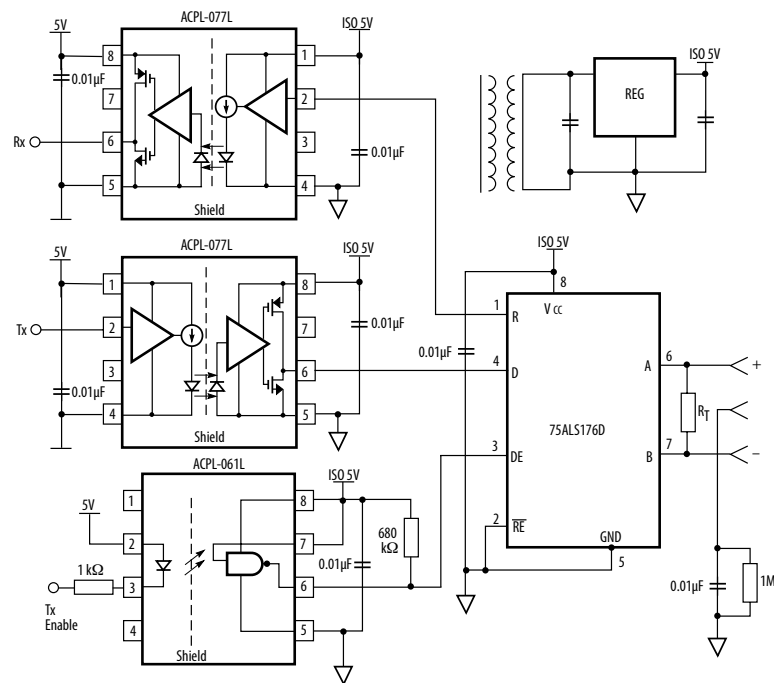 ACPL-077L
5V
ISO 5V
8
1
0.01µF
7
2
Rx
6
3
0.01µF
5
4
Shield
ISO 5V
REG
ACPL-077L
5V
ISO 5V
1
8
Tx
2
7
0.01µF
3
6
0.01µF
4
5
Shield
ISO 5V
8
V CC
1
R
0.01µF
4
D
6
A
+
75ALS176D
RT
3
DE
7
B
−
2
RE
GND
5
0.01µF
1M
ACPL-061L
ISO 5V
1
8
5V
2
7
680
kΩ
1 kΩ
0.01µF
3
6
Tx
Enable
4
5
Shield